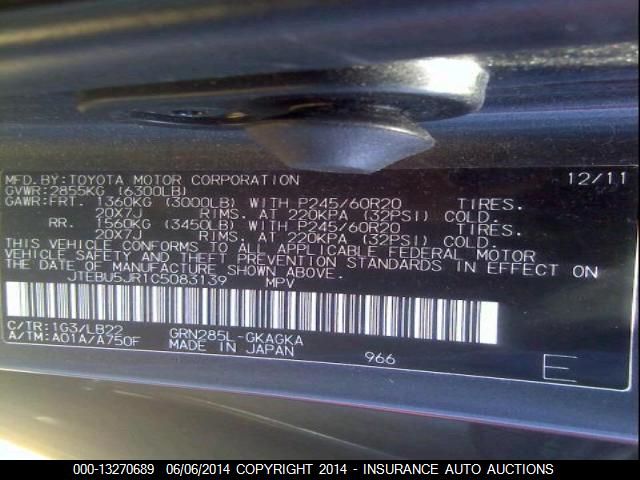 MFD.BY:TOYOTA MOTOR CORPORATION 12/11
GVWR:2855KG (6300LB)
GAWR:FRT. 1360KG (3000LB) WITH P245/60R20 TIRES.
20X7J RIMS. AT 220KPA (32PSI) COLD.
RR. 1560KG (3450LB) WITH P245/60R20 TIRES.
20X7J RIMS. AT 220KPA (32PSI) COLD.
THIS VEHICLE CONFORMS TO ALL APPLICABLE FEDERAL MOTOR
VEHICLE SAFETY AND THEFT PREVENTION STANDARDS IN EFFECT ON
THE DATE OF MANUFACTURE SHOWN ABOVE.
JTEBU5JR1C5083139 MPV
C/TR:1G3/LB22 GRN285L-GKAGKA
A/TM:A01A/A750F MADE IN JAPAN 966 E
000-13270689 06/06/2014 COPYRIGHT 2014 - INSURANCE AUTO AUCTIONS